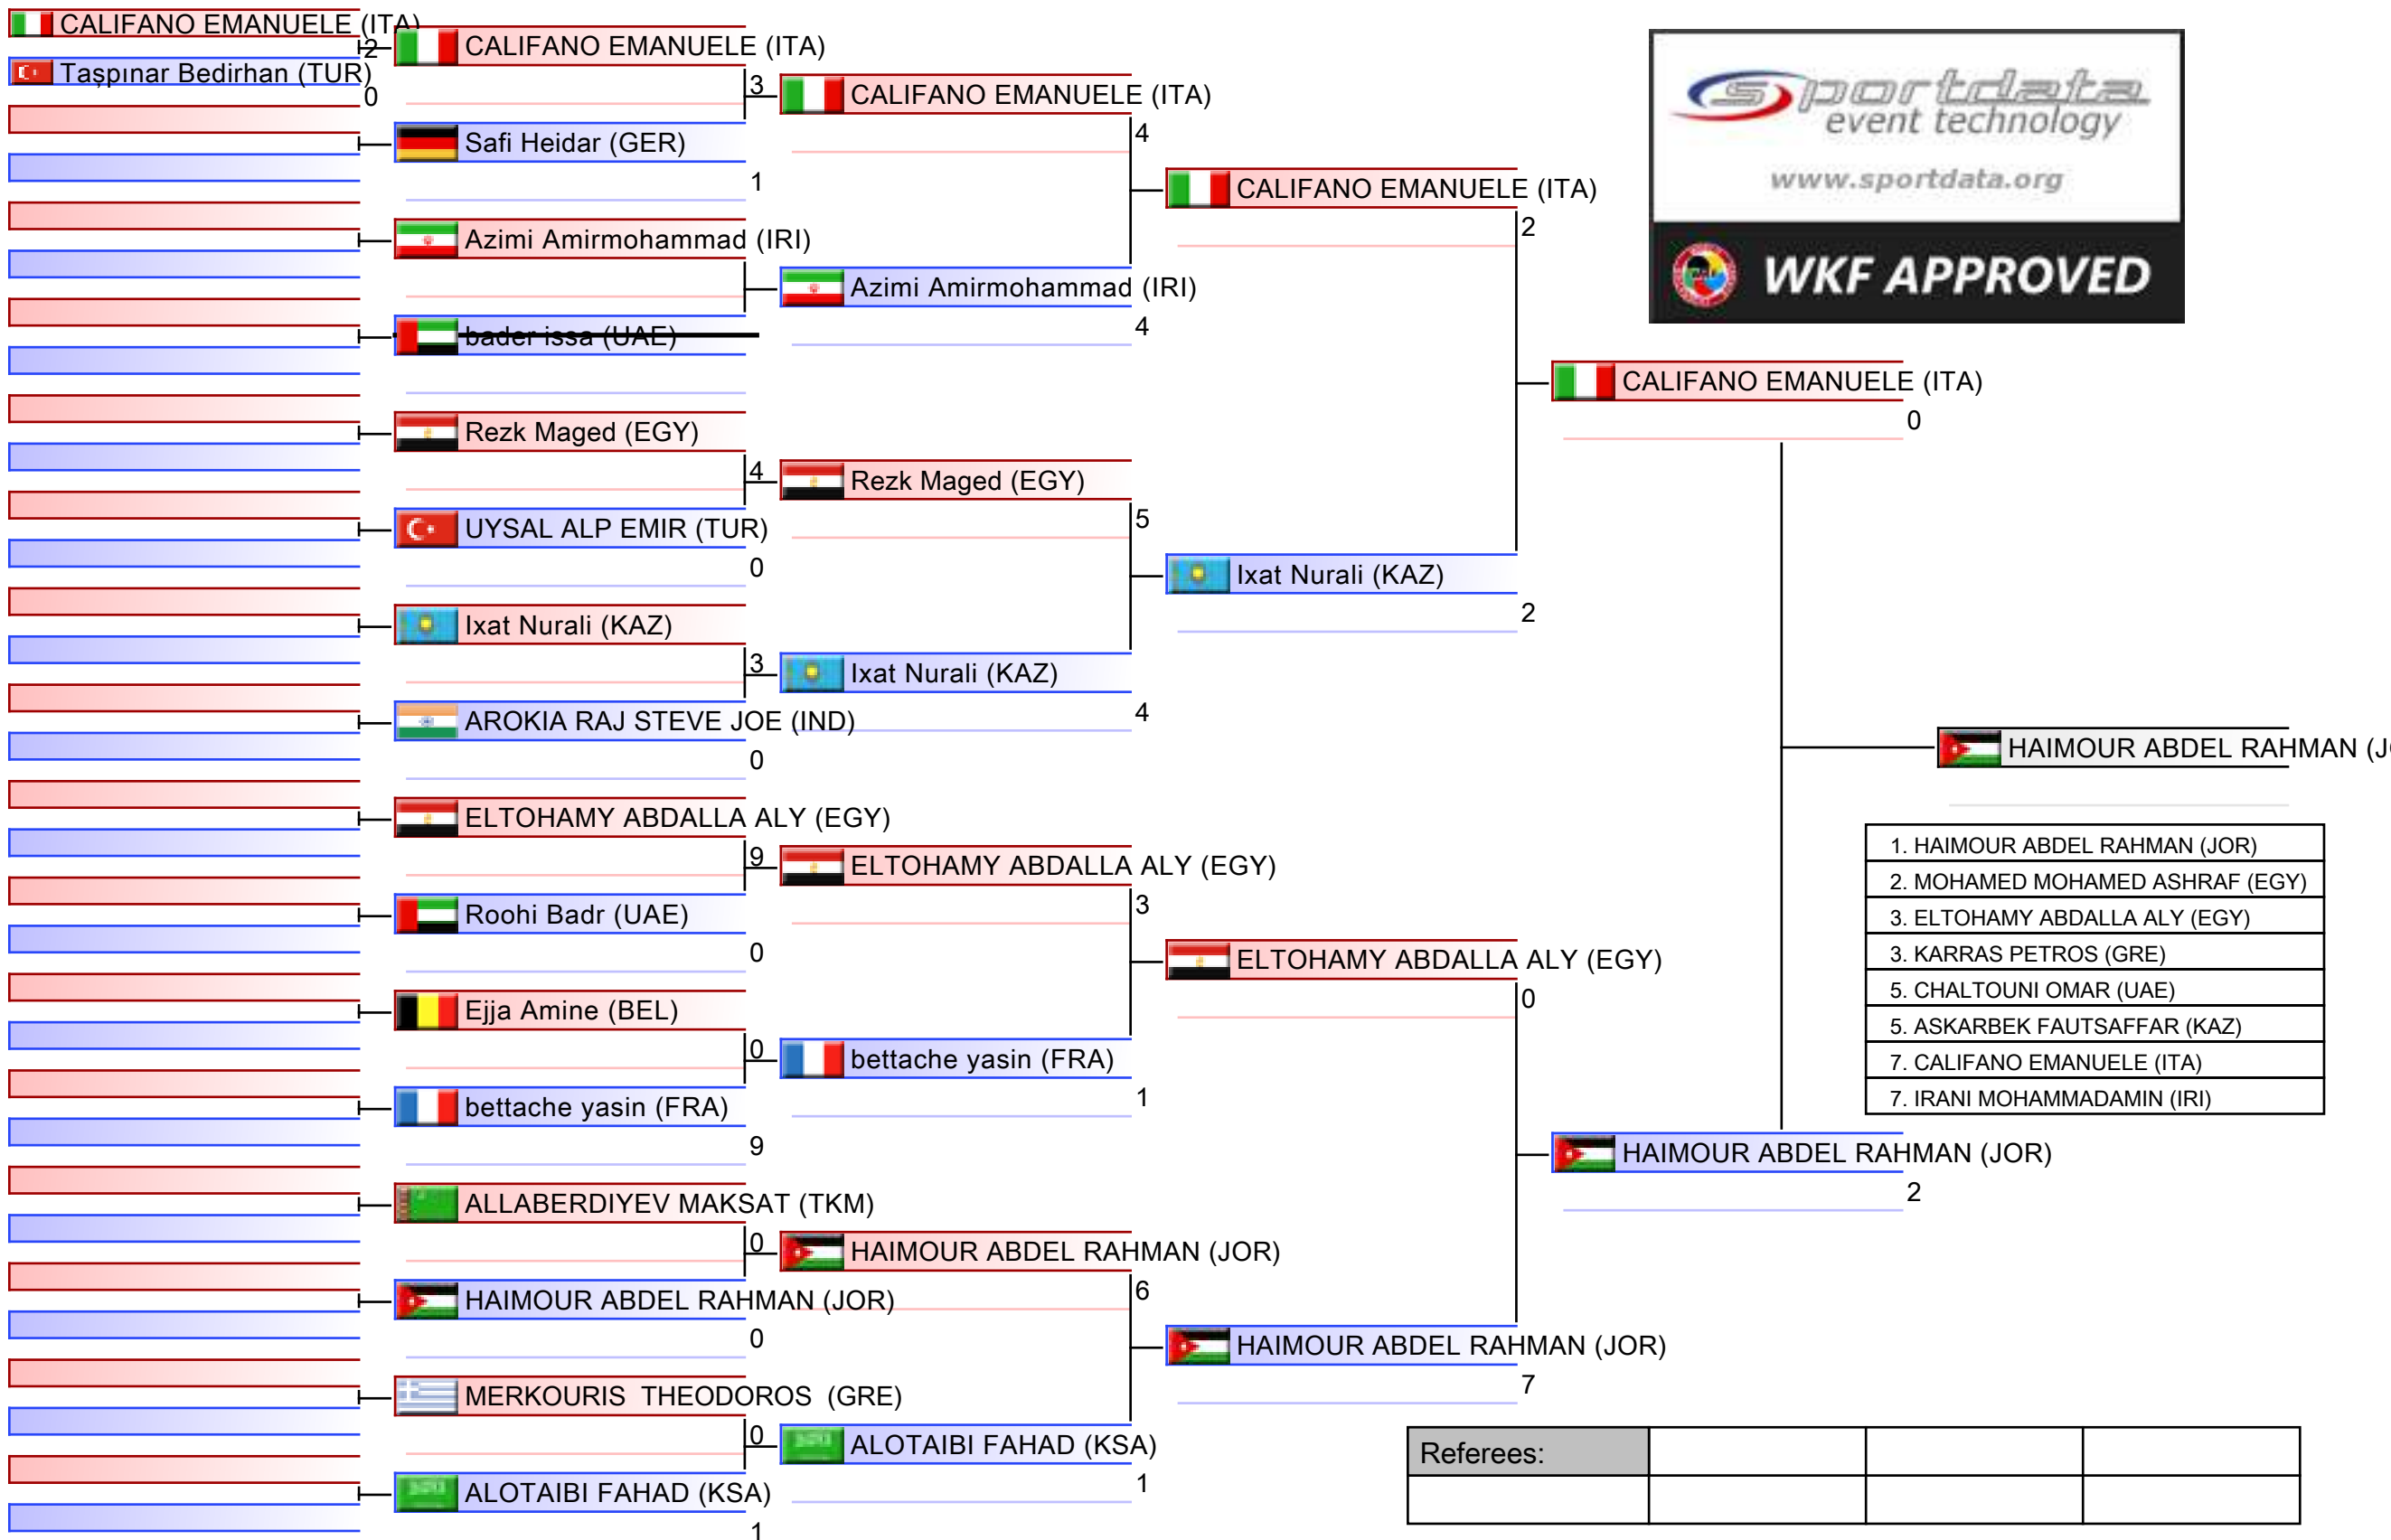 CALIFANO EMANUELE (ITA)
2
Taşpınar Bedirhan (TUR)
0
CALIFANO EMANUELE (ITA)
3
Safi Heidar (GER)
1
Azimi Amirmohammad (IRI)
bader issa (UAE)
Rezk Maged (EGY)
4
UYSAL ALP EMIR (TUR)
0
Ixat Nurali (KAZ)
3
AROKIA RAJ STEVE JOE (IND)
0
ELTOHAMY ABDALLA ALY (EGY)
9
Roohi Badr (UAE)
0
Ejja Amine (BEL)
0
bettache yasin (FRA)
9
ALLABERDIYEV MAKSAT (TKM)
0
HAIMOUR ABDEL RAHMAN (JOR)
0
MERKOURIS  THEODOROS  (GRE)
0
ALOTAIBI FAHAD (KSA)
1
CALIFANO EMANUELE (ITA)
4
Azimi Amirmohammad (IRI)
4
Rezk Maged (EGY)
5
Ixat Nurali (KAZ)
4
ELTOHAMY ABDALLA ALY (EGY)
3
bettache yasin (FRA)
1
HAIMOUR ABDEL RAHMAN (JOR)
6
ALOTAIBI FAHAD (KSA)
1
CALIFANO EMANUELE (ITA)
2
Ixat Nurali (KAZ)
2
ELTOHAMY ABDALLA ALY (EGY)
0
HAIMOUR ABDEL RAHMAN (JOR)
7
CALIFANO EMANUELE (ITA)
0
HAIMOUR ABDEL RAHMAN (JOR)
2
HAIMOUR ABDEL RAHMAN (J
sportdata
event technology
www.sportdata.org
WKF APPROVED
1. HAIMOUR ABDEL RAHMAN (JOR)
2. MOHAMED MOHAMED ASHRAF (EGY)
3. ELTOHAMY ABDALLA ALY (EGY)
3. KARRAS PETROS (GRE)
5. CHALTOUNI OMAR (UAE)
5. ASKARBEK FAUTSAFFAR (KAZ)
7. CALIFANO EMANUELE (ITA)
7. IRANI MOHAMMADAMIN (IRI)
Referees: